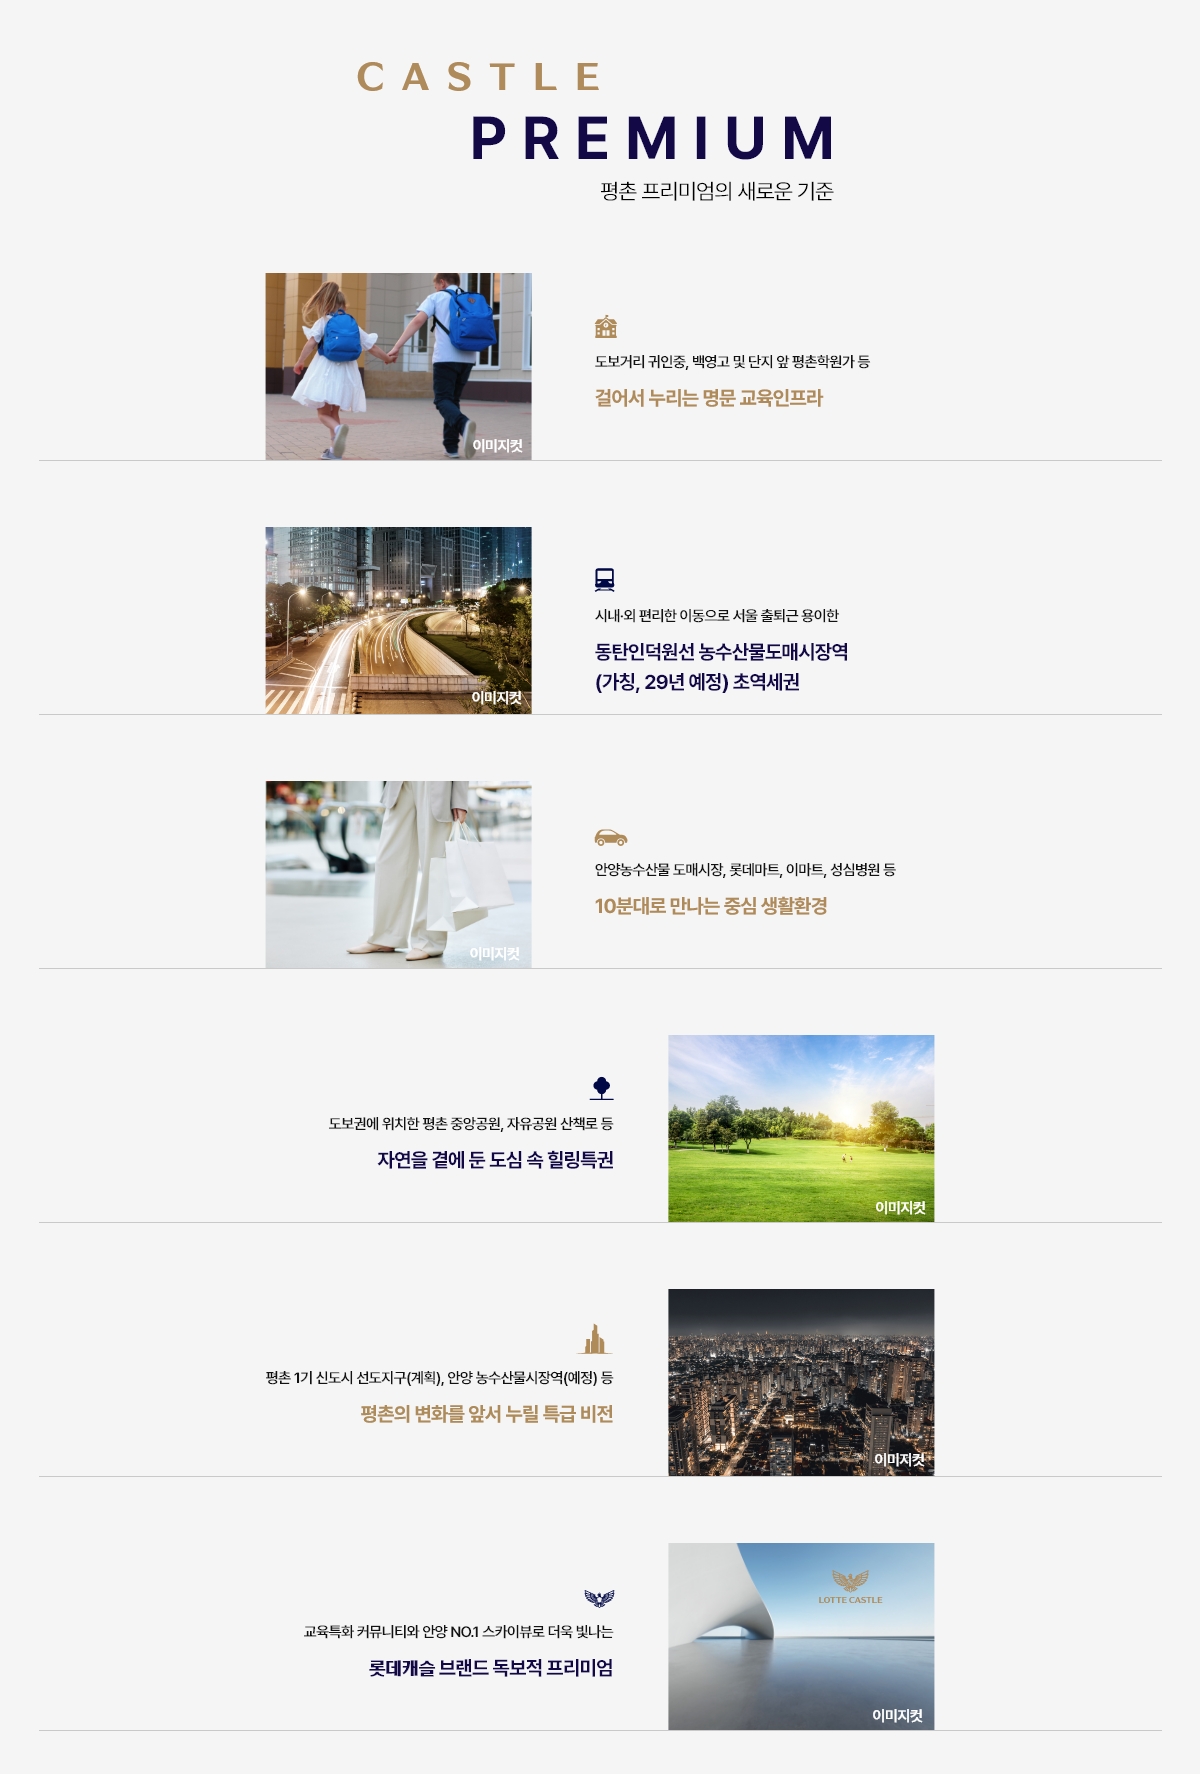 CASTLE
PREMIUM
평촌 프리미엄의 새로운 기준
도보거리 귀인중, 백영고 및 단지 앞 평촌학원가 등
걸어서 누리는 명문 교육인프라
이미지컷
시내·외 편리한 이동으로 서울 출퇴근 용이한
동탄인덕원선 농수산물도매시장역
(가칭, 29년 예정) 초역세권
이미지컷
안양농수산물 도매시장, 롯데마트, 이마트, 성심병원 등
10분대로 만나는 중심 생활환경
이미지컷
도보권에 위치한 평촌 중앙공원, 자유공원 산책로 등
자연을 곁에 둔 도심 속 힐링특권
이미지컷
평촌 1기 신도시 선도지구(계획), 안양 농수산물시장역(예정) 등
평촌의 변화를 앞서 누릴 특급 비전
이미지컷
LOTTE CASTLE
교육특화 커뮤니티와 안양 NO.1 스카이뷰로 더욱 빛나는
롯데캐슬 브랜드 독보적 프리미엄
이미지컷